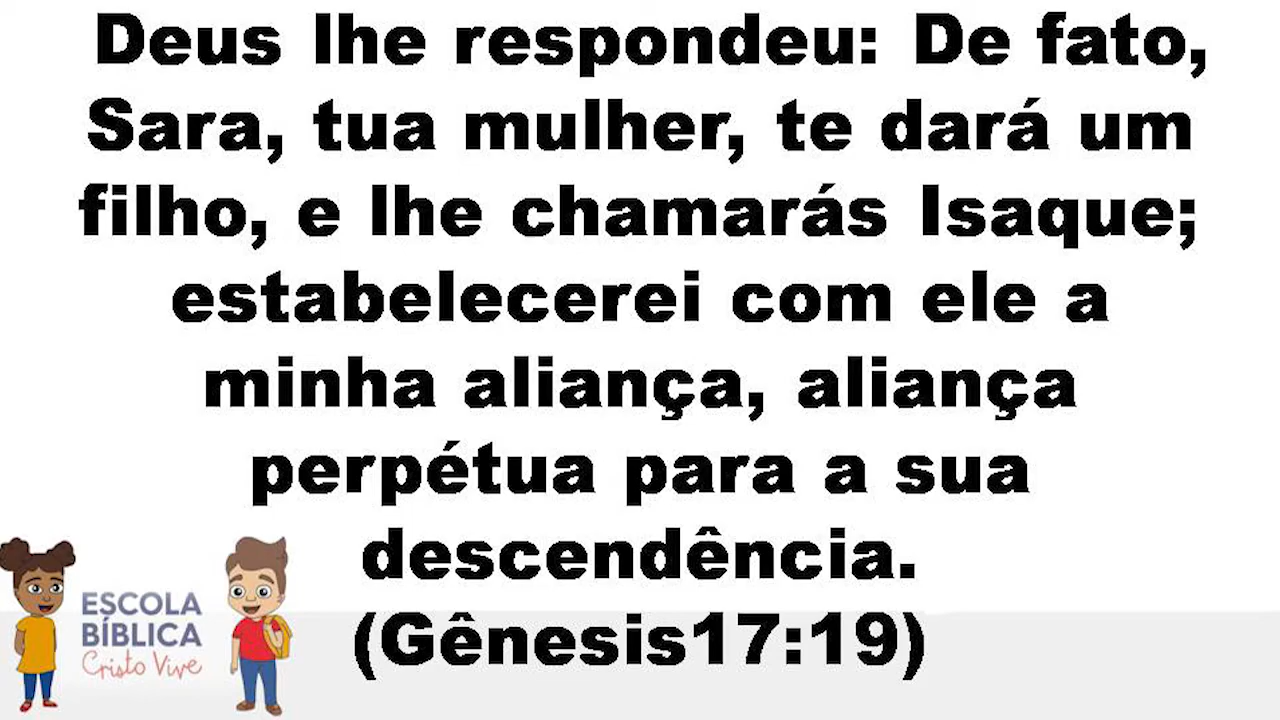 Deus lhe respondeu: De fato,
Sara, tua mulher, te dará um
filho, e lhe chamarás Isaque;
estabelecerei com ele a
minha aliança, aliança
perpétua para a sua
descendência.
(Gênesis17:19)
ESCOLA
BÍBLICA
Cristo Vive